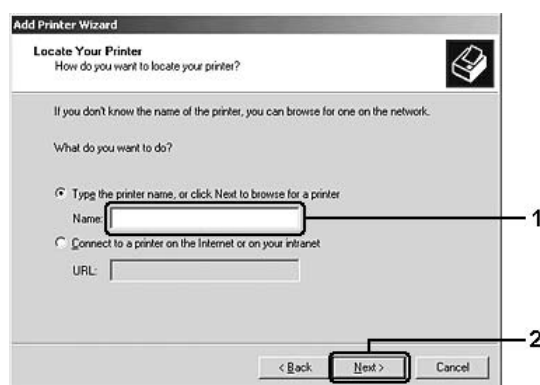 Add Printer Wizard
Locate Your Printer
How do you want to locate your printer?
If you don't know the name of the printer, you can browse for one on the network.
What do you want to do?
Type the printer name, or click Next to browse for a printer
Name:
1
Connect to a printer on the Internet or on your intranet
URL:
2
< Back Next > Cancel